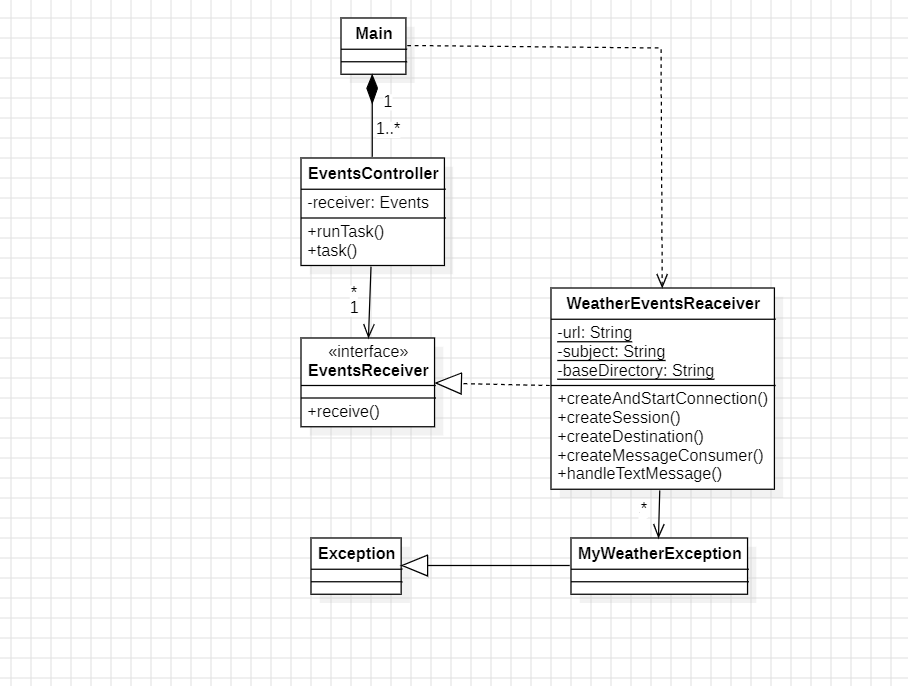 Main
1
1..*
EventsController
-receiver: Events
+runTask()
+task()
*
1
«interface»
EventsReceiver
+receive()
WeatherEventsReaceiver
-url: String
-subject: String
-baseDirectory: String
+createAndStartConnection()
+createSession()
+createDestination()
+createMessageConsumer()
+handleTextMessage()
*
Exception
MyWeatherException